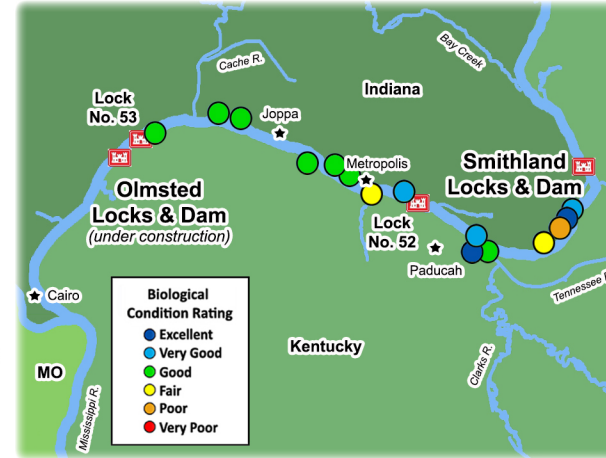 Cache R.
Bay Creek
Indiana
Lock
No. 53
Joppa
Metropolis
Smithland
Locks & Dam
Olmsted
Locks & Dam
(under construction)
Lock
No. 52
Paducah
Tennessee
Cairo
Biological
Condition Rating
Excellent
Very Good
Good
Fair
Poor
Very Poor
Kentucky
Clarks R.
MO
Mississippi R.